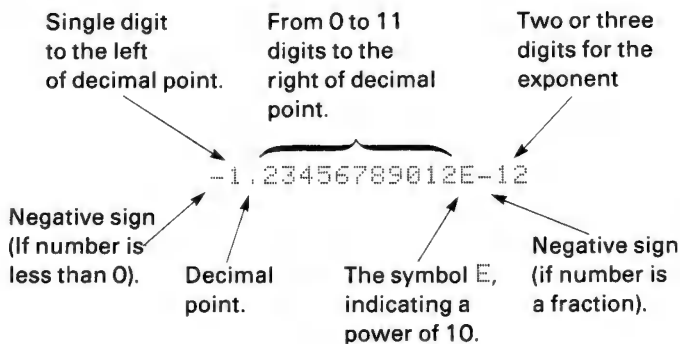 Single digit
to the left
of decimal point.
From 0 to 11
digits to the
right of decimal
point.
Two or three
digits for the
exponent
-1.23456789012E-12
Negative sign
(If number is
less than 0).
Decimal
point.
The symbol E,
indicating a
power of 10.
Negative sign
(if number is
a fraction).